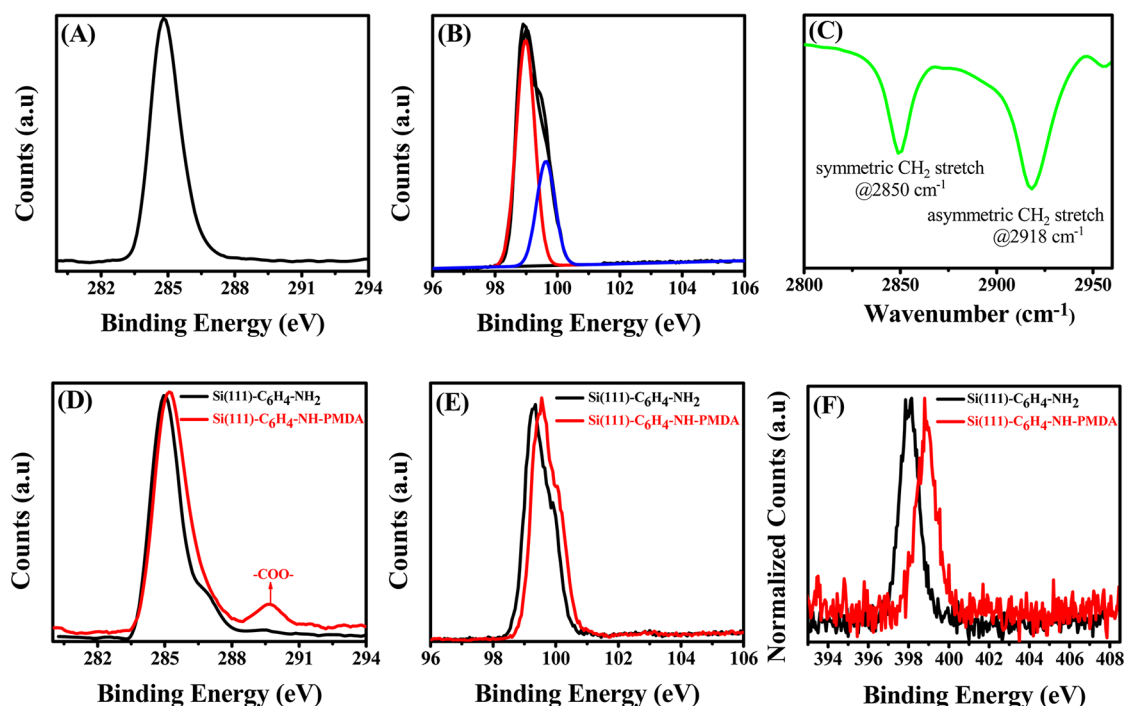 (A)
Counts (a.u)
282 285 288 291 294
Binding Energy (eV)
(B)
Counts (a.u)
96 98 100 102 104 106
Binding Energy (eV)
(C)
symmetric CH₂ stretch
@2850 cm⁻¹
asymmetric CH₂ stretch
@2918 cm⁻¹
2800 2850 2900 2950
Wavenumber (cm⁻¹)
(D)
Si(111)-C₆H₄-NH₂
Si(111)-C₆H₄-NH-PMDA
-COO-
Counts (a.u)
282 285 288 291 294
Binding Energy (eV)
(E)
Si(111)-C₆H₄-NH₂
Si(111)-C₆H₄-NH-PMDA
Counts (a.u)
96 98 100 102 104 106
Binding Energy (eV)
(F)
Si(111)-C₆H₄-NH₂
Si(111)-C₆H₄-NH-PMDA
Normalized Counts (a.u)
394 396 398 400 402 404 406 408
Binding Energy (eV)